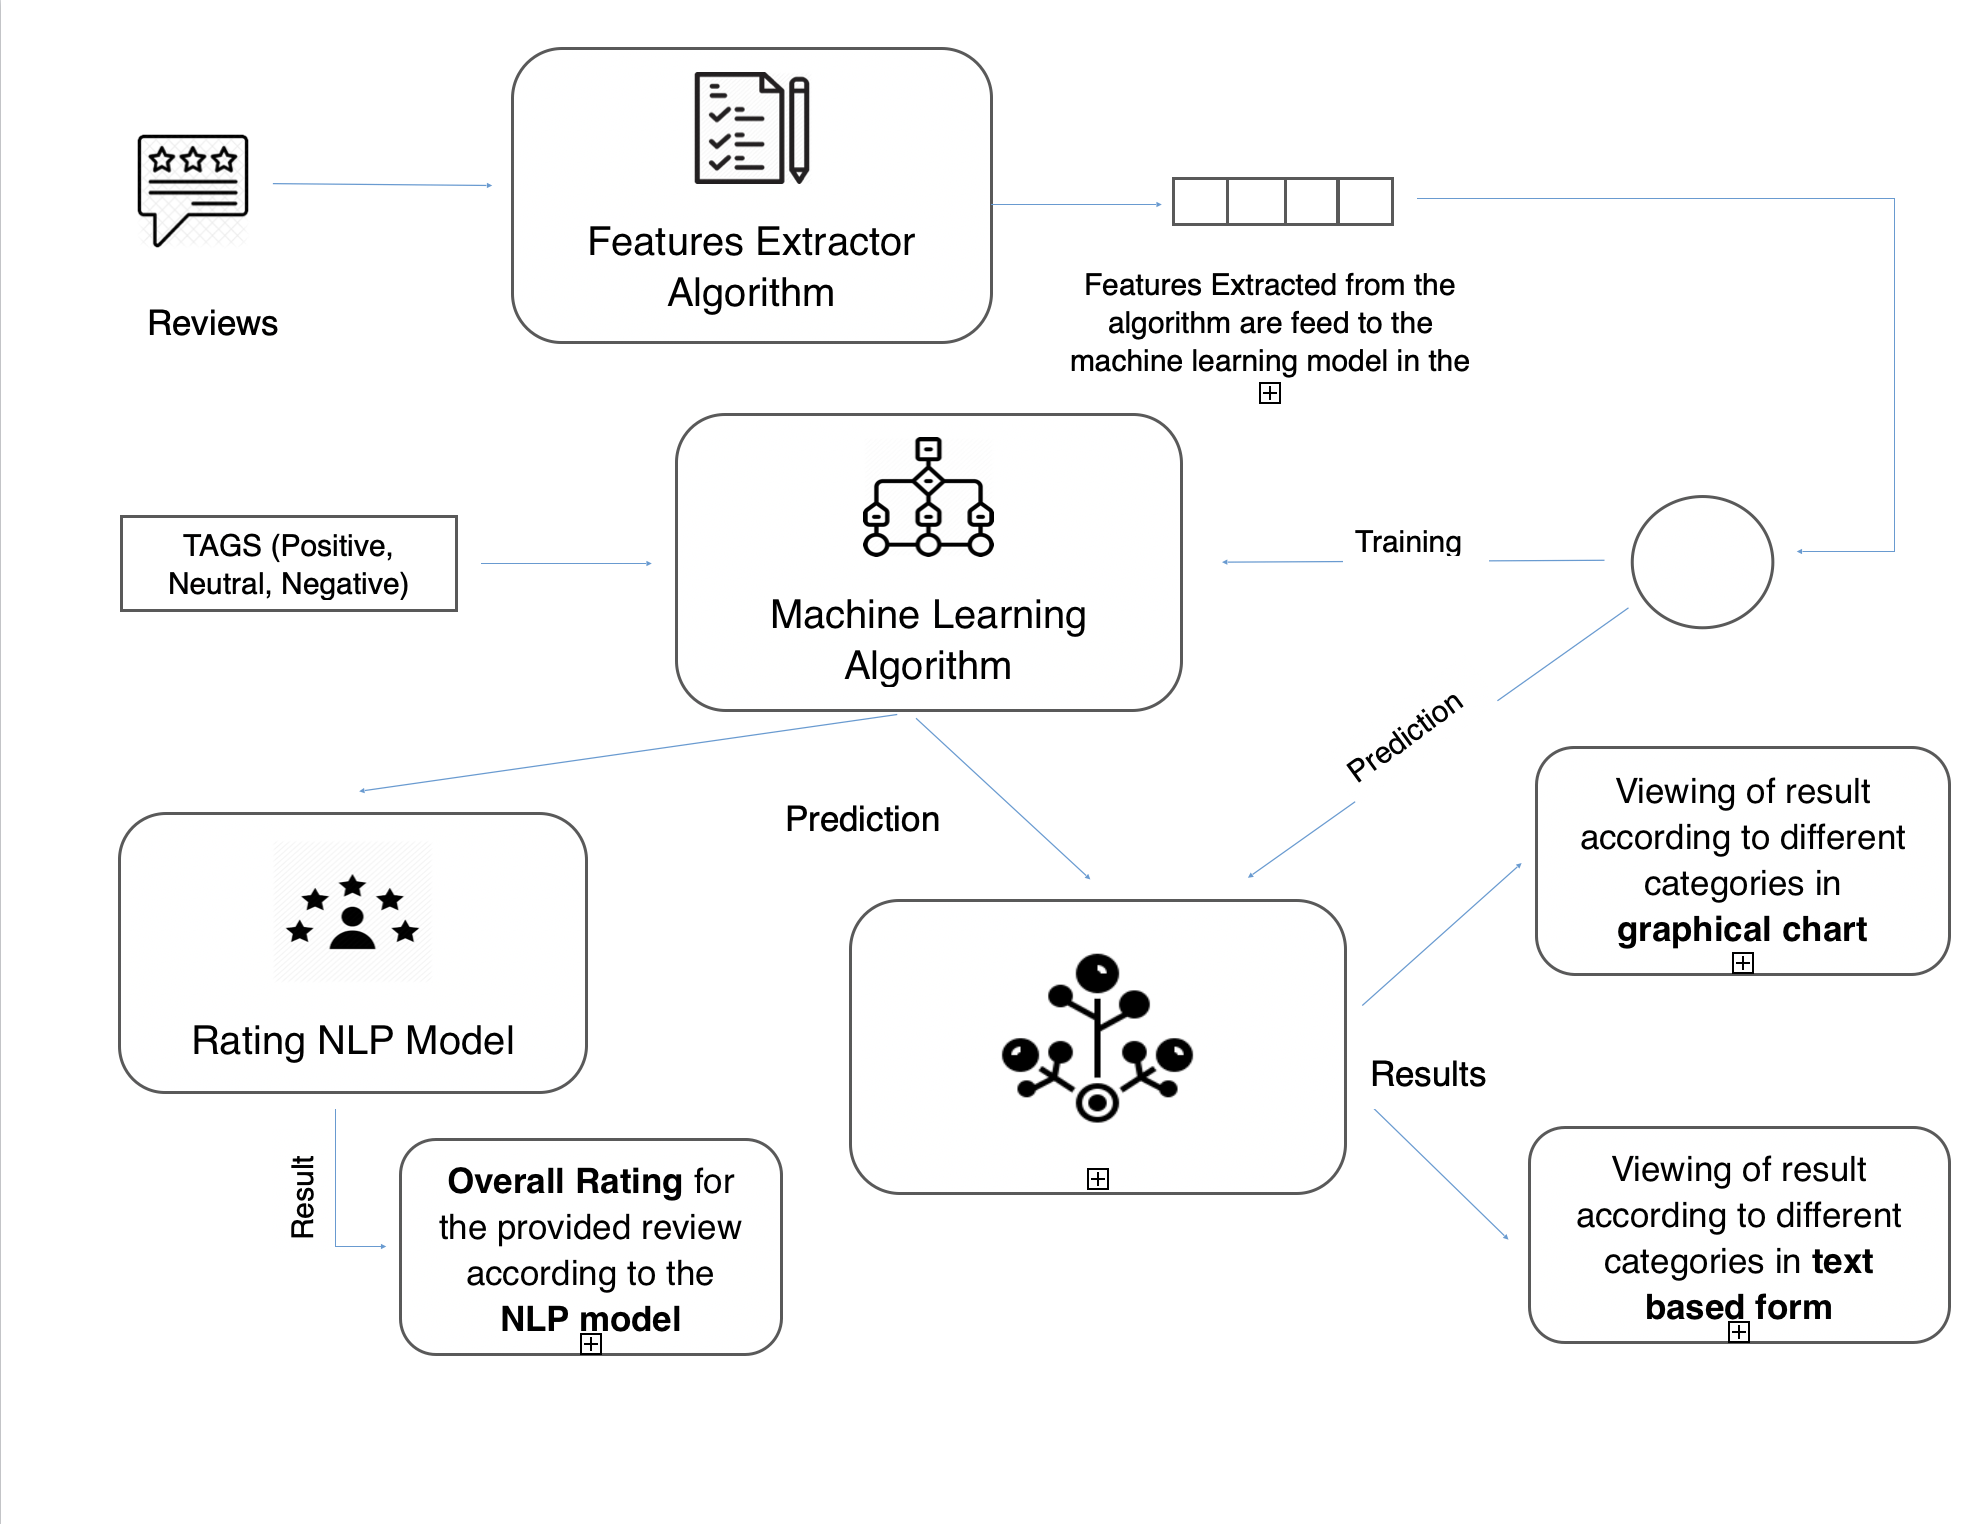 Reviews
Features Extractor
Algorithm
Features Extracted from the
algorithm are feed to the
machine learning model in the
TAGS (Positive,
Neutral, Negative)
Machine Learning
Algorithm
Training
Prediction
Prediction
Viewing of result
according to different
categories in
graphical chart
Rating NLP Model
Results
Result
Overall Rating for
the provided review
according to the
NLP model
Viewing of result
according to different
categories in text
based form